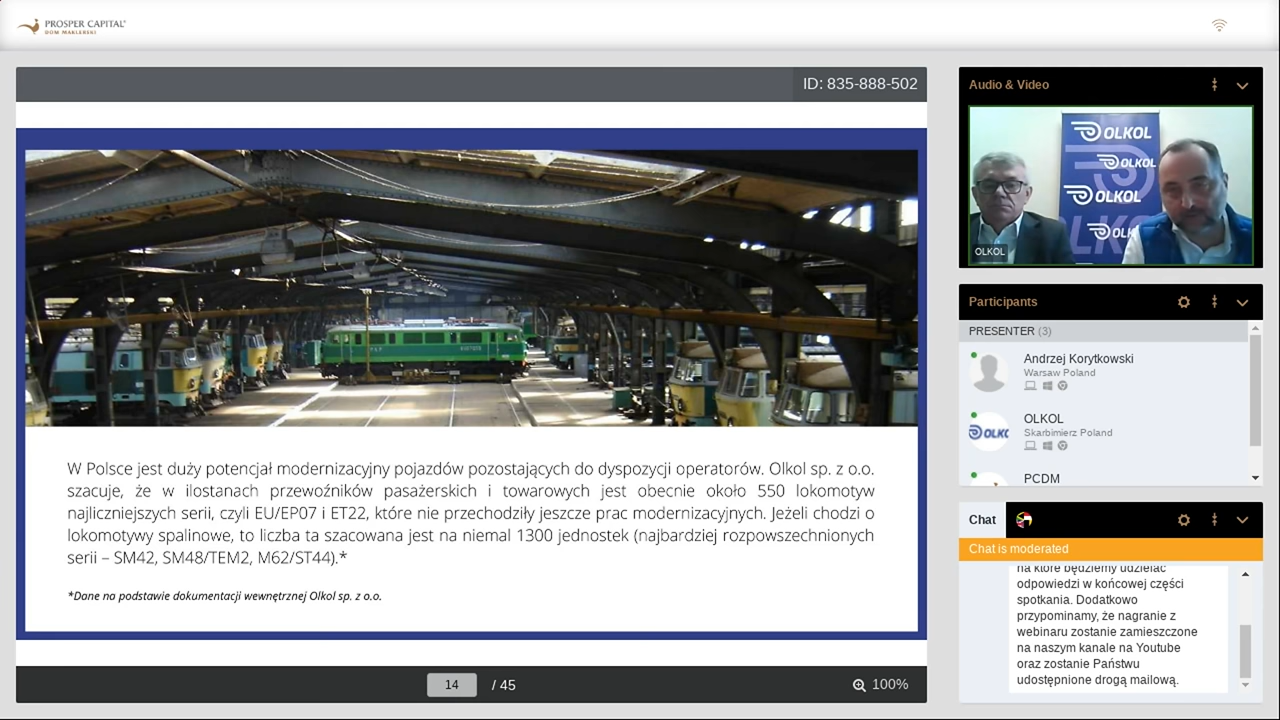 PROSPER CAPITAL
DOM MAKLERSKI
ID: 835-888-502
W Polsce jest duży potencjał modernizacyjny pojazdów pozostających do dyspozycji operatorów. Olkol sp. z o.o.
szacuje, że w ilostanach przewoźników pasażerskich i towarowych jest obecnie około 550 lokomotyw
najliczniejszych serii, czyli EU/EP07 i ET22, które nie przechodziły jeszcze prac modernizacyjnych. Jeżeli chodzi o
lokomotywy spalinowe, to liczba ta szacowana jest na niemal 1300 jednostek (najbardziej rozpowszechnionych
serii – SM42, SM48/TEM2, M62/ST44).*
*Dane na podstawie dokumentacji wewnętrznej Olkol sp. z o.o.
14 / 45
100%
Audio & Video
OLKOL
OLKOL
OLKOL
OLKOL
OLKOL
Participants
PRESENTER (3)
Andrzej Korytkowski
Warsaw Poland
OLKOL
Skarbimierz Poland
PCDM
Chat
Chat is moderated
na które będziemy udzielać
odpowiedzi w końcowej części
spotkania. Dodatkowo
przypominamy, że nagranie z
webinaru zostanie zamieszczone
na naszym kanale na Youtube
oraz zostanie Państwu
udostępnione drogą mailową.